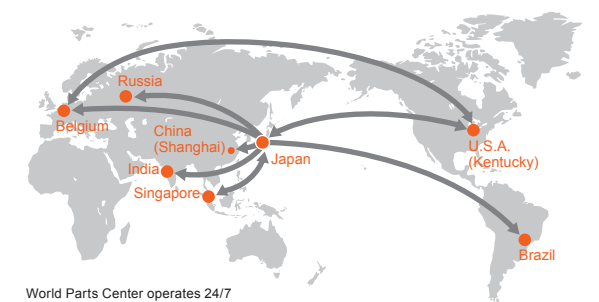 Russia
Belgium
China
(Shanghai)
Japan
U.S.A.
(Kentucky)
India
Singapore
Brazil
World Parts Center operates 24/7